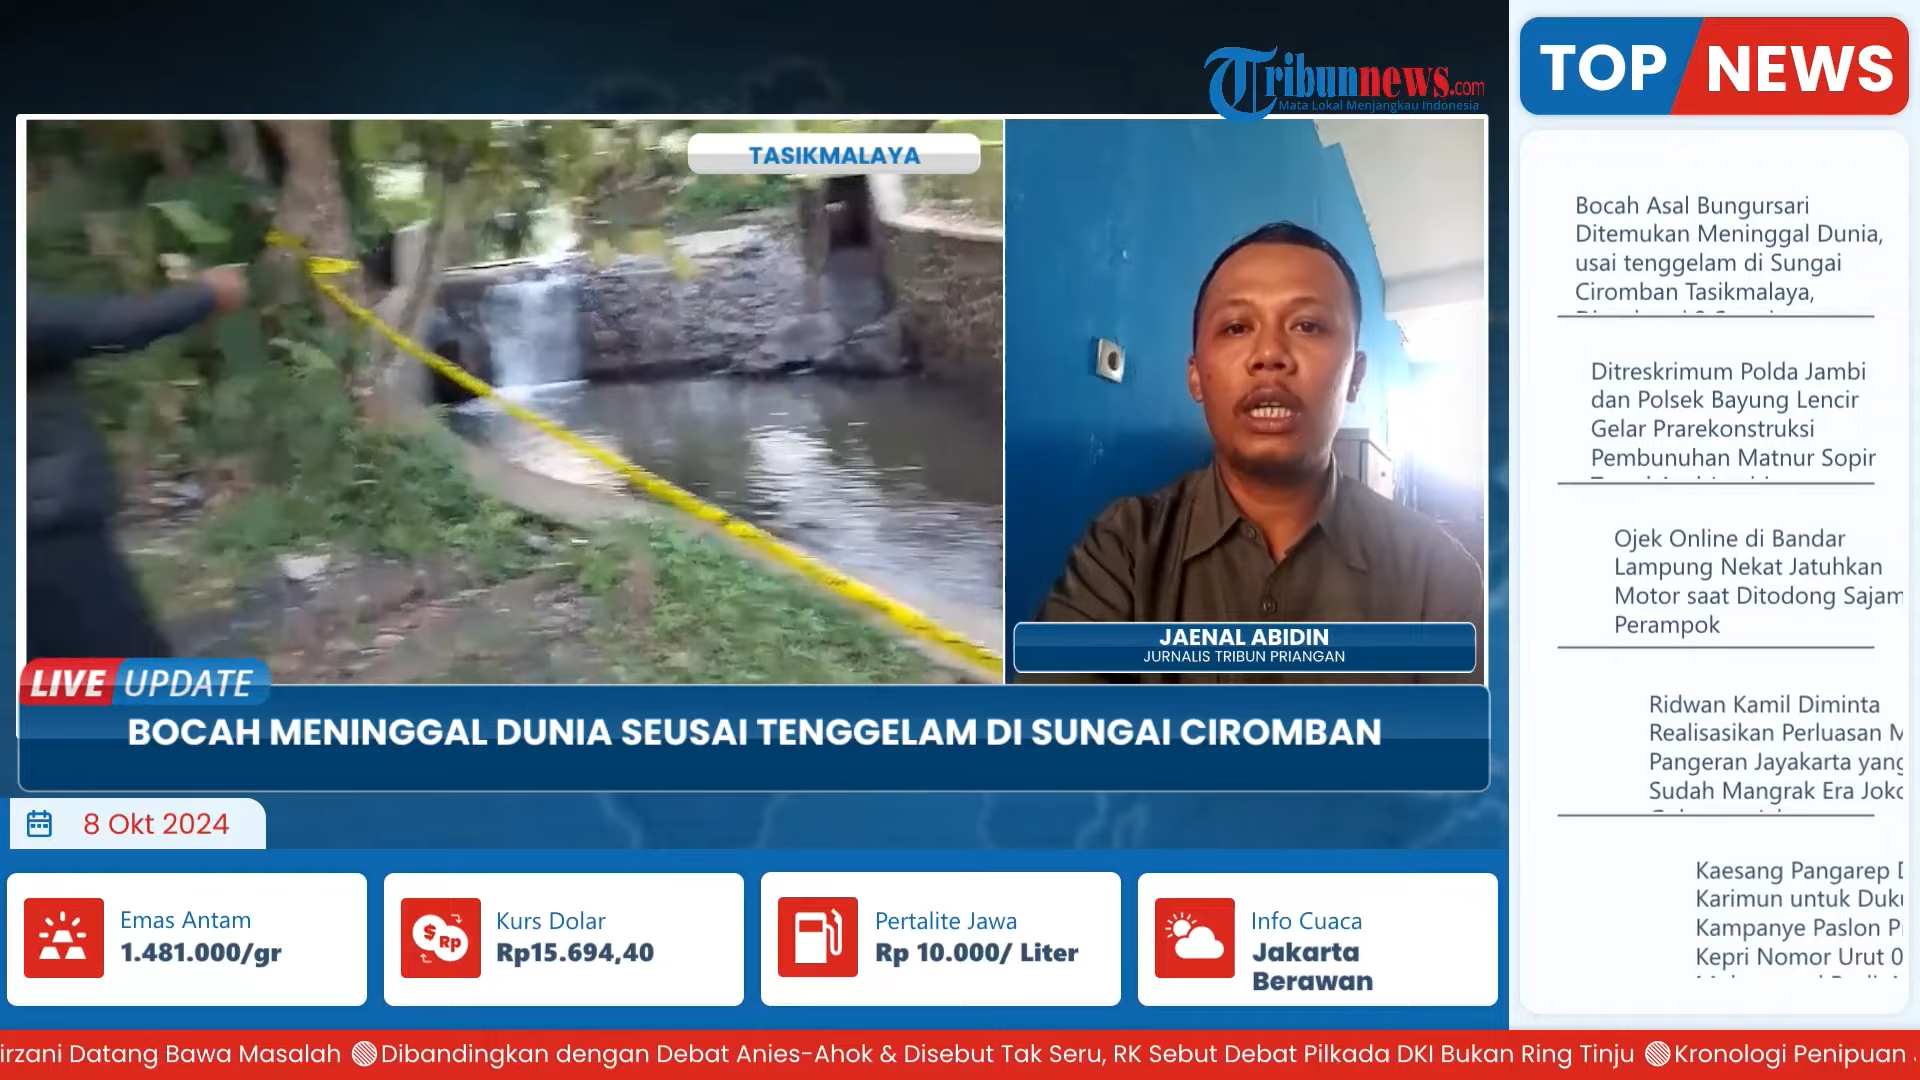 Tribunnews.com
Mata Lokal Menjangkau Indonesia
TOP NEWS
TASIKMALAYA
JAENAL ABIDIN
JURNALIS TRIBUN PRIANGAN
LIVE UPDATE
BOCAH MENINGGAL DUNIA SEUSAI TENGGELAM DI SUNGAI CIROMBAN
8 Okt 2024
Emas Antam
1.481.000/gr
Kurs Dolar
Rp15.694,40
Pertalite Jawa
Rp 10.000/ Liter
Info Cuaca
Jakarta
Berawan
Bocah Asal Bungursari
Ditemukan Meninggal Dunia,
usai tenggelam di Sungai
Ciromban Tasikmalaya,
Ditreskrimum Polda Jambi
dan Polsek Bayung Lencir
Gelar Prarekonstruksi
Pembunuhan Matnur Sopir
Ojek Online di Bandar
Lampung Nekat Jatuhkan
Motor saat Ditodong Sajam
Perampok
Ridwan Kamil Diminta
Realisasikan Perluasan M
Pangeran Jayakarta yang
Sudah Mangrak Era Joko
Kaesang Pangarep
Karimun untuk Duku
Kampanye Paslon P
Kepri Nomor Urut 0
irzani Datang Bawa Masalah Dibandingkan dengan Debat Anies-Ahok & Disebut Tak Seru, RK Sebut Debat Pilkada DKI Bukan Ring Tinju Kronologi Penipuan